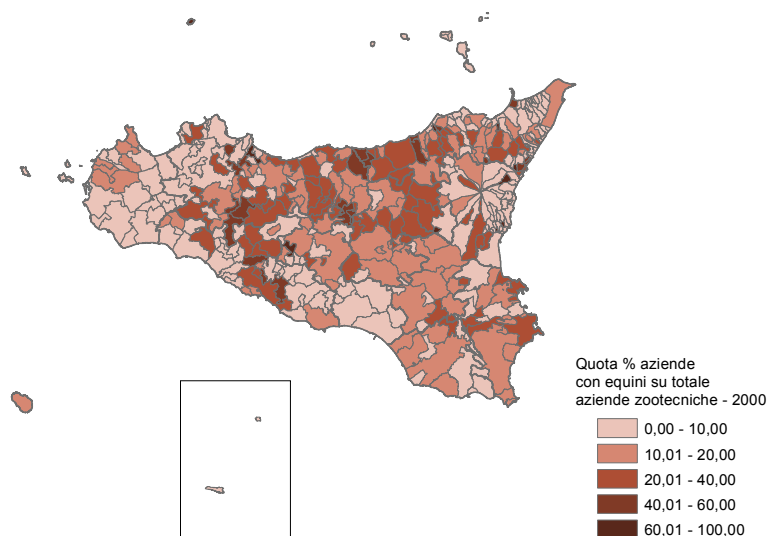 Quota % aziende
con equini su totale
aziende zootecniche - 2000
0,00 - 10,00
10,01 - 20,00
20,01 - 40,00
40,01 - 60,00
60,01 - 100,00